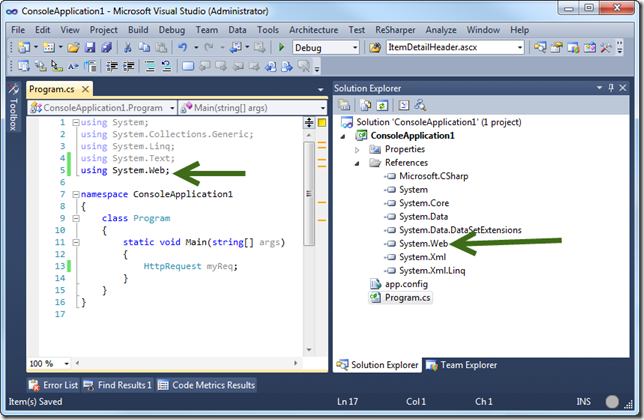 ConsoleApplication1 - Microsoft Visual Studio (Administrator)
File Edit View Project Build Debug Team Data Tools Architecture Test ReSharper Analyze Window Help
Debug ItemDetailHeader.ascx
Toolbox
Program.cs
ConsoleApplication1.Program Main(string[] args)
1 using System;
2 using System.Collections.Generic;
3 using System.Linq;
4 using System.Text;
5 using System.Web;
6
7 namespace ConsoleApplication1
8 {
9 class Program
10 {
11 static void Main(string[] args)
12 {
13 HttpRequest myReq;
14 }
15 }
16 }
17
100 %
Solution Explorer
Solution 'ConsoleApplication1' (1 project)
ConsoleApplication1
Properties
References
Microsoft.CSharp
System
System.Core
System.Data
System.Data.DataSetExtensions
System.Web
System.Xml
System.Xml.Linq
app.config
Program.cs
Solution Explorer Team Explorer
Error List Find Results 1 Code Metrics Results
Item(s) Saved Ln 17 Col 1 Ch 1 INS